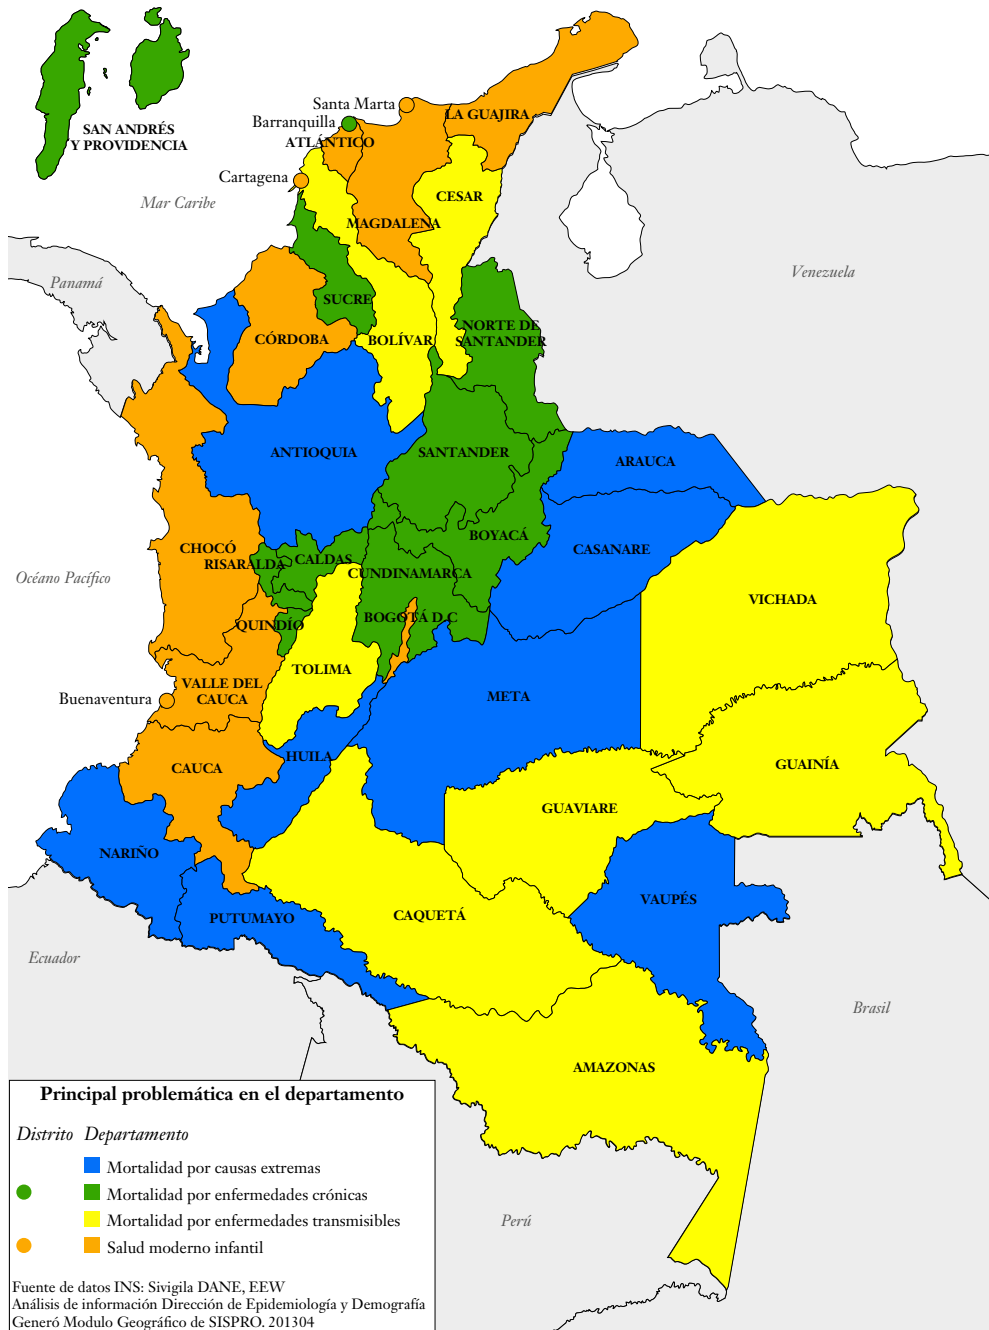 SAN ANDRÉS
Y PROVIDENCIA
Santa Marta
Barranquilla
LA GUAJIRA
ATLÁNTICO
Cartagena
CESAR
Mar Caribe
MAGDALENA
Venezuela
Panamá
SUCRE
NORTE DE
SANTANDER
CÓRDOBA
BOLÍVAR
ANTIOQUIA
SANTANDER
ARAUCA
BOYACÁ
CHOCÓ
CASANARE
RISARALDA
CALDAS
CUNDINAMARCA
Océano Pacífico
VICHADA
BOGOTÁ D.C
QUINDÍO
TOLIMA
VALLE DEL
CAUCA
Buenaventura
META
HUILA
CAUCA
GUAINÍA
GUAVIARE
NARIÑO
VAUPÉS
PUTUMAYO
CAQUETÁ
Ecuador
Brasil
AMAZONAS
Perú
Principal problemática en el departamento
Distrito Departamento
Mortalidad por causas extremas
Mortalidad por enfermedades crónicas
Mortalidad por enfermedades transmisibles
Salud moderno infantil
Fuente de datos INS: Sivigila DANE, EEW
Análisis de información Dirección de Epidemiología y Demografía
Generó Modulo Geográfico de SISPRO. 201304